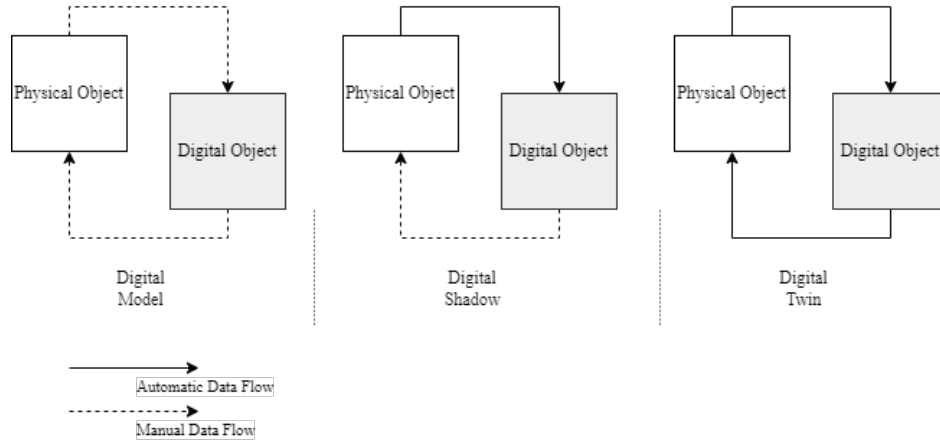 Physical Object
Digital Object
Digital
Model
Physical Object
Digital Object
Digital
Shadow
Physical Object
Digital Object
Digital
Twin
Automatic Data Flow
Manual Data Flow